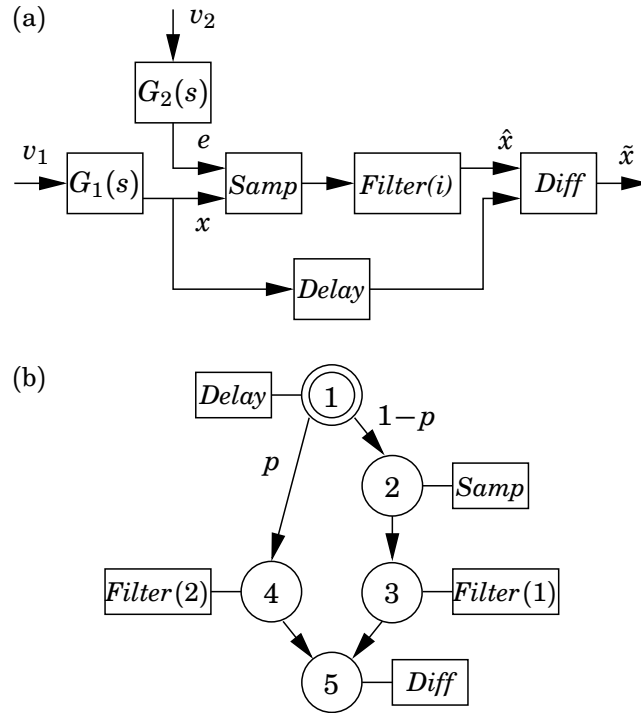 (a)
v₂
G₂(s)
v₁
e
x̂
x̃
G₁(s)
Samp
Filter(i)
Diff
x
Delay
(b)
Delay
1
1−p
p
2
Samp
Filter(2)
4
3
Filter(1)
5
Diff